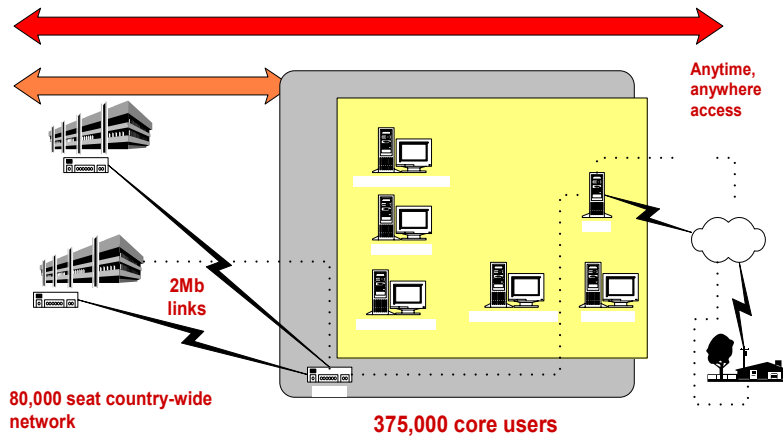 Anytime,
anywhere
access
2Mb
links
80,000 seat country-wide
network
375,000 core users